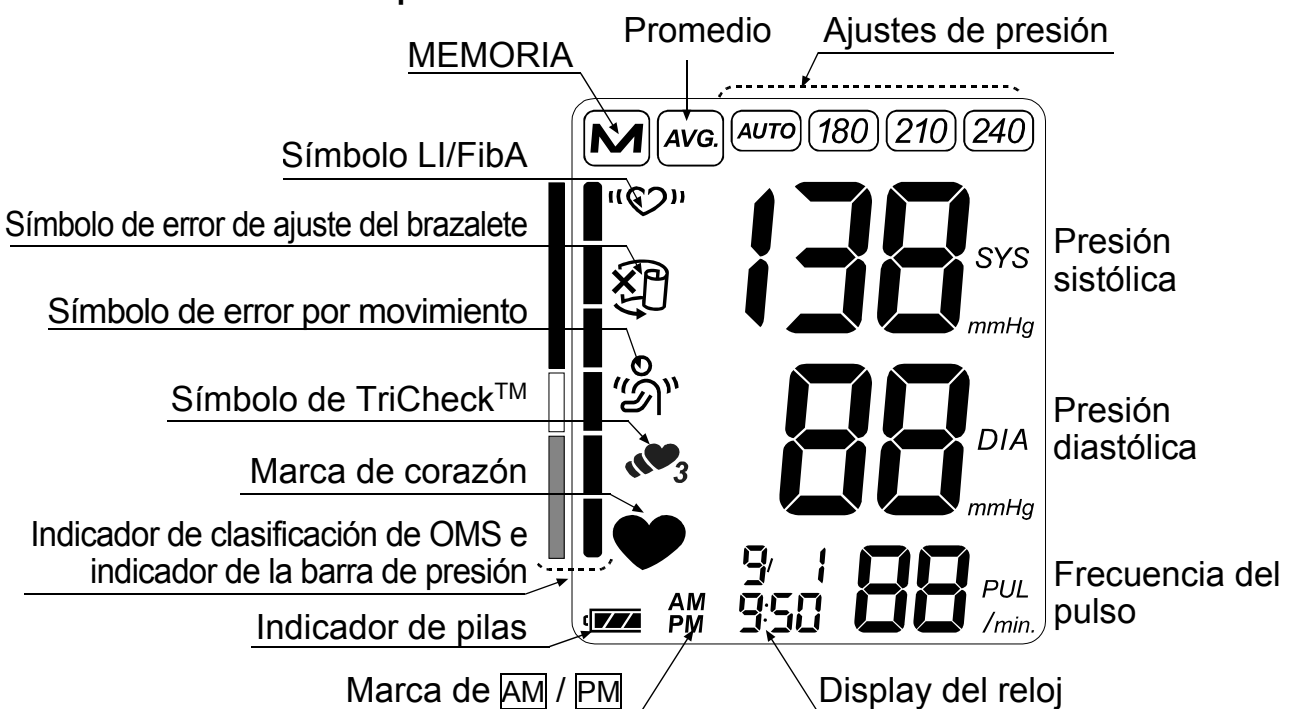 Promedio
Ajustes de presión
MEMORIA
M AVG. AUTO 180 210 240
Símbolo LI/FibA
Símbolo de error de ajuste del brazalete
138 SYS mmHg
Presión
sistólica
Símbolo de error por movimiento
Símbolo de TriCheck™
88 DIA mmHg
Presión
diastólica
3
Marca de corazón
Indicador de clasificación de OMS e
indicador de la barra de presión
9/ 1
88 PUL /min.
Frecuencia del
pulso
AM
PM
9:50
Indicador de pilas
Marca de AM / PM
Display del reloj